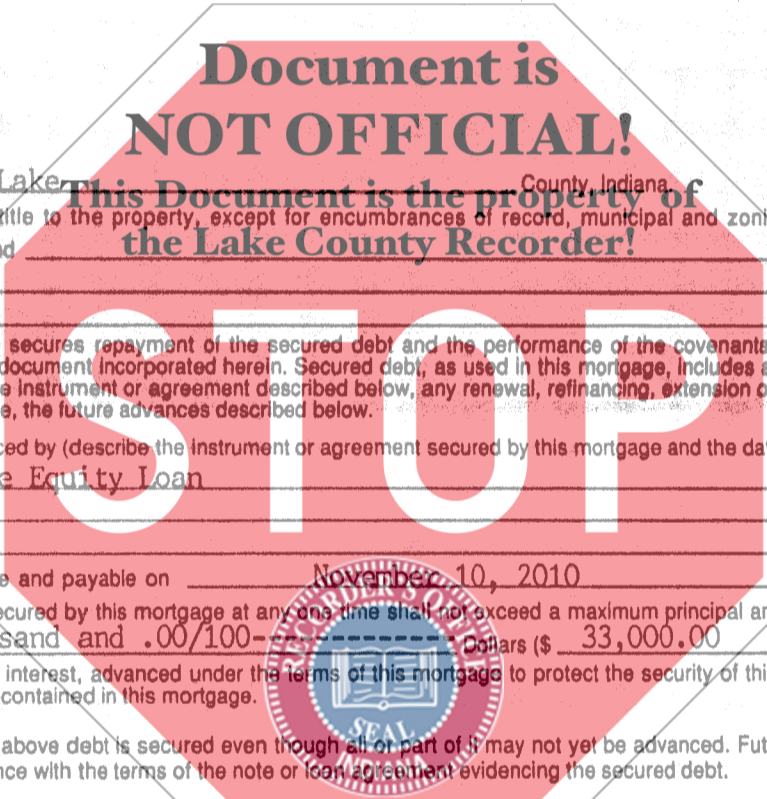 Document is
NOT OFFICIAL!
Lake County, Indiana
This Document is the property of
title to the property, except for encumbrances of record, municipal and zoni
the Lake County Recorder!
STOP
secures repayment of the secured debt and the performance of the covenants
document incorporated herein. Secured debt, as used in this mortgage, includes a
e instrument or agreement described below, any renewal, refinancing, extension o
e, the future advances described below.
ced by (describe the instrument or agreement secured by this mortgage and the da
e Equity Loan
e and payable on November 10, 2010
ecured by this mortgage at any one time shall not exceed a maximum principal am
sand and .00/100------------------ Dollars ($ 33,000.00
interest, advanced under the terms of this mortgage to protect the security of thi
contained in this mortgage.
RECORDER'S OFFICE
SEAL
INDIANA
above debt is secured even though all or part of it may not yet be advanced. Fut
nce with the terms of the note or loan agreement evidencing the secured debt.